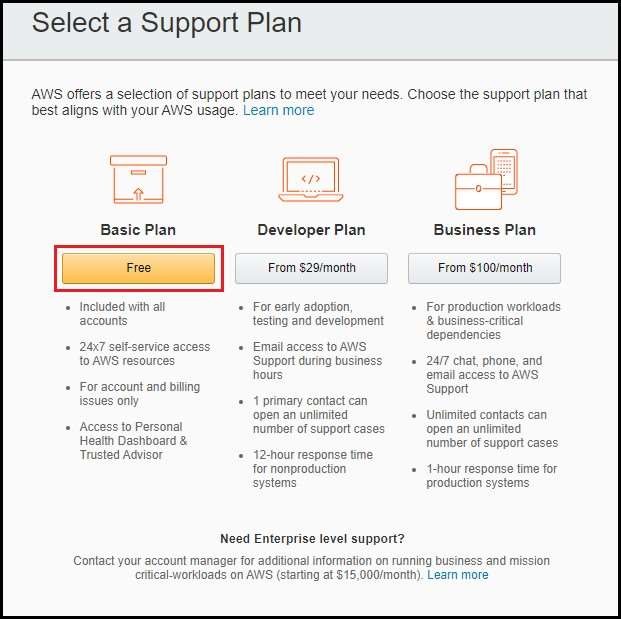 Select a Support Plan
AWS offers a selection of support plans to meet your needs. Choose the support plan that
best aligns with your AWS usage. Learn more
</>
Basic Plan
Free
• Included with all
accounts
• 24x7 self-service access
to AWS resources
• For account and billing
issues only
• Access to Personal
Health Dashboard &
Trusted Advisor
Developer Plan
From $29/month
• For early adoption,
testing and development
• Email access to AWS
Support during business
hours
• 1 primary contact can
open an unlimited
number of support cases
• 12-hour response time
for nonproduction
systems
Business Plan
From $100/month
• For production workloads
& business-critical
dependencies
• 24/7 chat, phone, and
email access to AWS
Support
• Unlimited contacts can
open an unlimited
number of support cases
• 1-hour response time for
production systems
Need Enterprise level support?
Contact your account manager for additional information on running business and mission
critical-workloads on AWS (starting at $15,000/month). Learn more